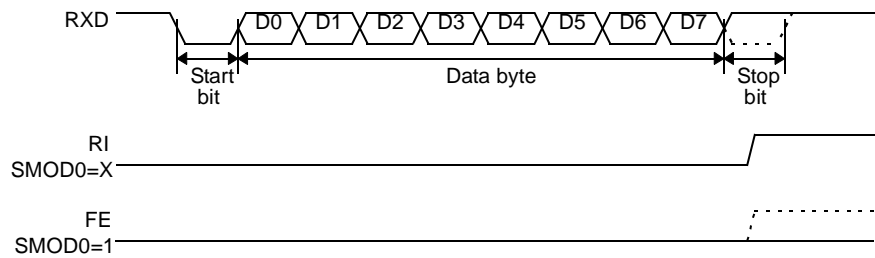 RXD D0 D1 D2 D3 D4 D5 D6 D7
Start bit
Data byte
Stop bit
RI
SMOD0=X
FE
SMOD0=1